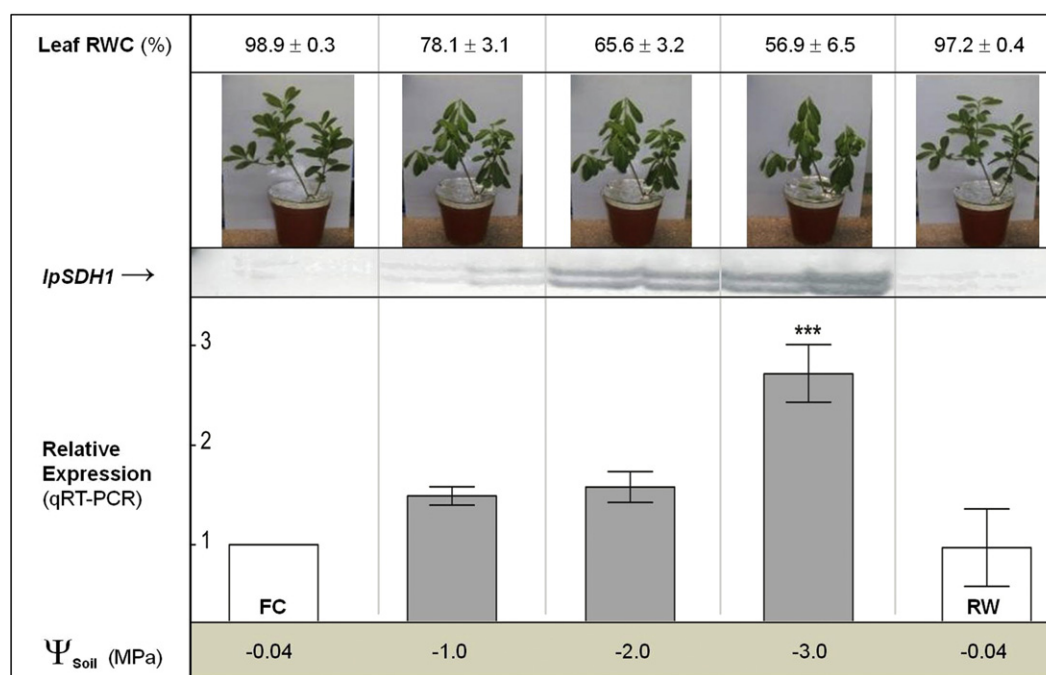 Leaf RWC (%) 98.9 ± 0.3 78.1 ± 3.1 65.6 ± 3.2 56.9 ± 6.5 97.2 ± 0.4
IpSDH1 →
3
***
2
Relative
Expression
(qRT-PCR)
1
FC RW
Ψ Soil (MPa) -0.04 -1.0 -2.0 -3.0 -0.04